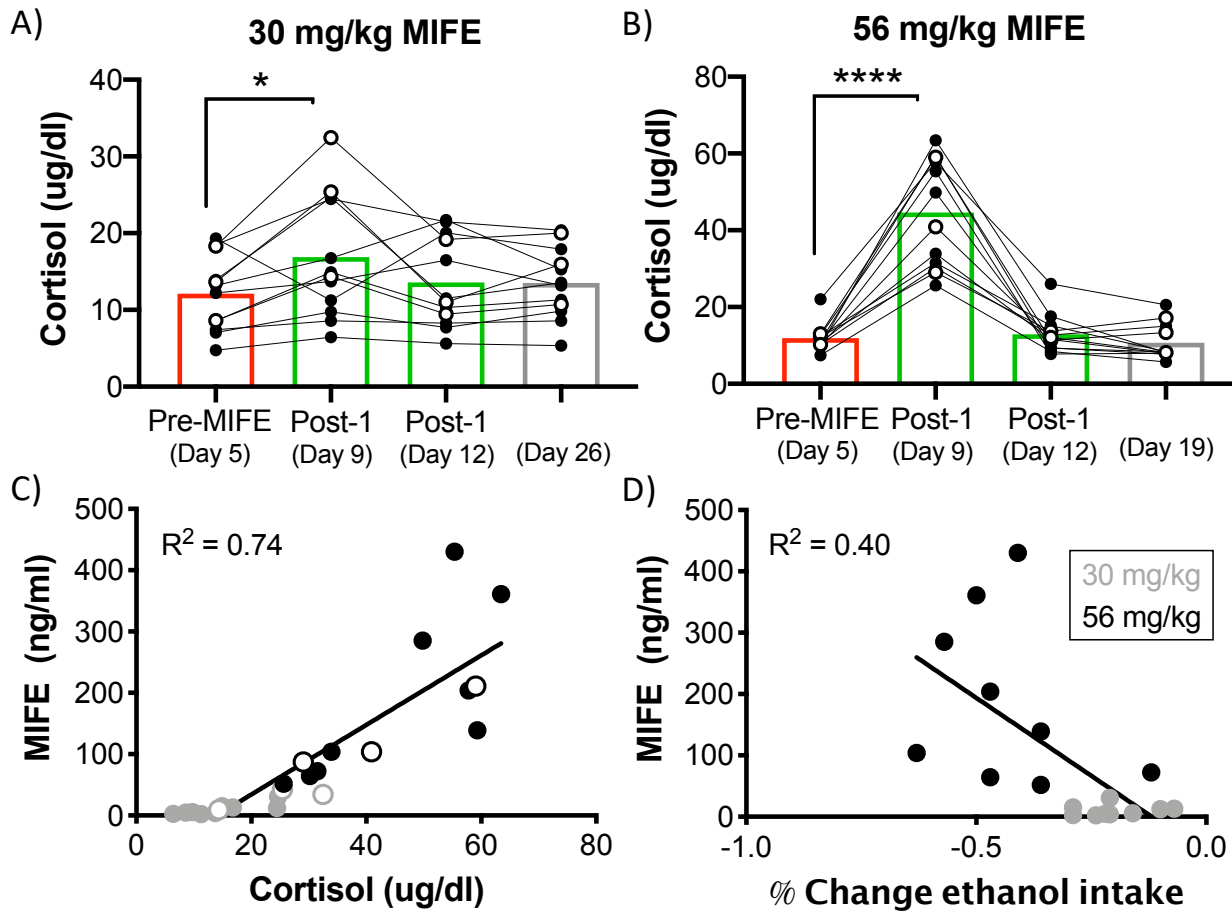 A)
30 mg/kg MIFE
*
Cortisol (ug/dl)
40
30
20
10
0
Pre-MIFE Post-1 Post-1
(Day 5) (Day 9) (Day 12) (Day 26)
B)
56 mg/kg MIFE
****
Cortisol (ug/dl)
80
60
40
20
0
Pre-MIFE Post-1 Post-1
(Day 5) (Day 9) (Day 12) (Day 19)
C)
R² = 0.74
MIFE (ng/ml)
500
400
300
200
100
0
0 20 40 60 80
Cortisol (ug/dl)
D)
R² = 0.40
30 mg/kg
56 mg/kg
MIFE (ng/ml)
500
400
300
200
100
0
-1.0 -0.5 0.0
% Change ethanol intake